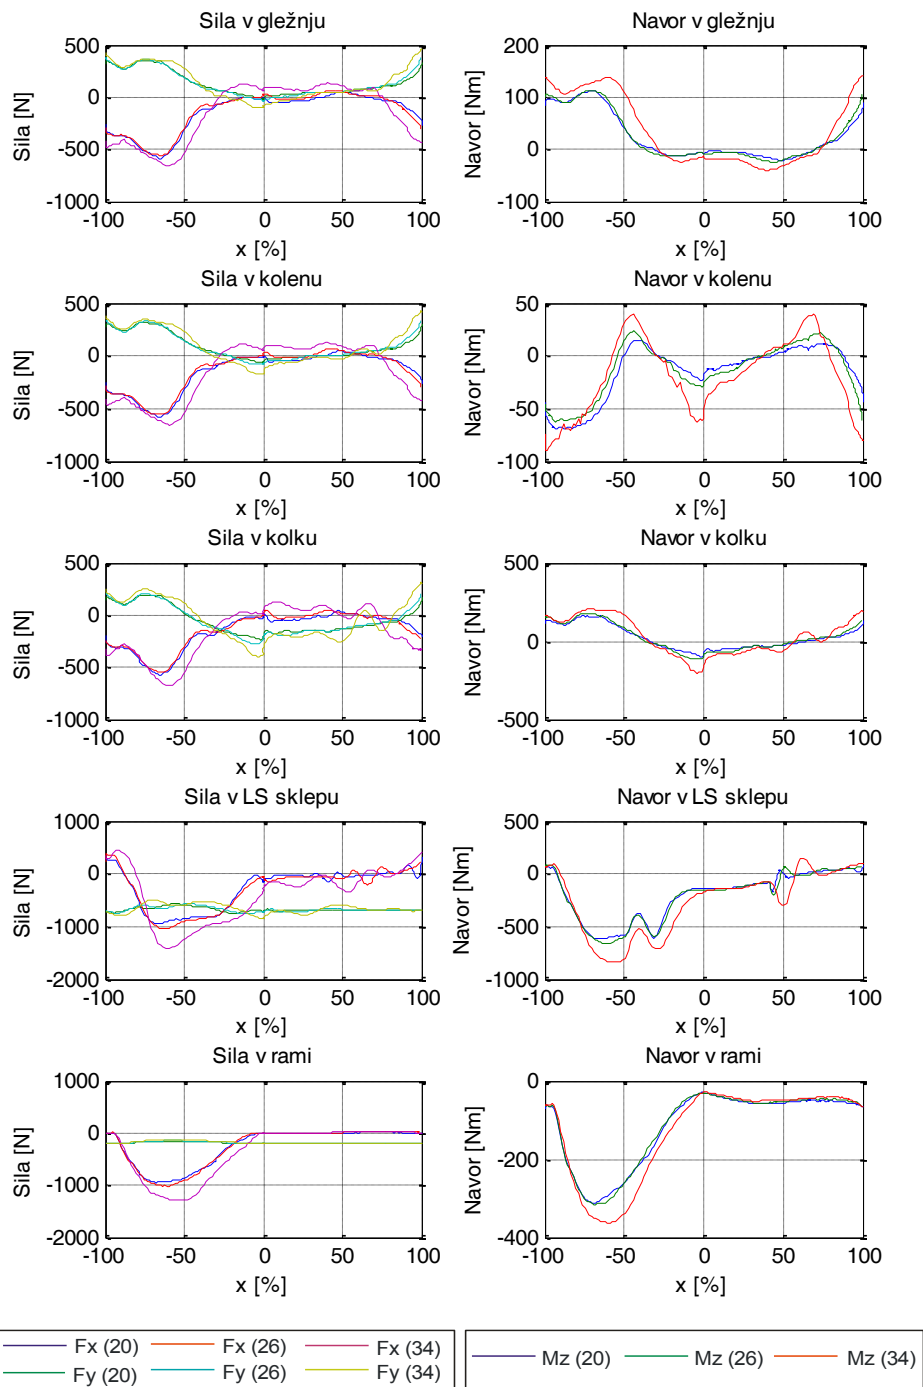 Sila v gležnju
Navor v gležnju
Sila [N]
500
0
-500
-1000
-100 -50 0 50 100
x [%]
Navor [Nm]
200
100
0
100
-100 -50 0 50 100
x [%]
Sila v kolenu
Navor v kolenu
Sila [N]
500
0
-500
-1000
-100 -50 0 50 100
x [%]
Navor [Nm]
50
0
-50
-100
-100 -50 0 50 100
x [%]
Sila v kolku
Navor v kolku
Sila [N]
500
0
-500
-1000
-100 -50 0 50 100
x [%]
Navor [Nm]
500
0
-500
-100 -50 0 50 100
x [%]
Sila v LS sklepu
Navor v LS sklepu
Sila [N]
1000
0
-1000
-2000
-100 -50 0 50 100
x [%]
Navor [Nm]
500
0
-500
-1000
-100 -50 0 50 100
x [%]
Sila v rami
Navor v rami
Sila [N]
1000
0
-1000
-2000
-100 -50 0 50 100
x [%]
Navor [Nm]
0
-200
-400
-100 -50 0 50 100
x [%]
Fx (20) Fx (26) Fx (34)
Fy (20) Fy (26) Fy (34)
Mz (20) Mz (26) Mz (34)